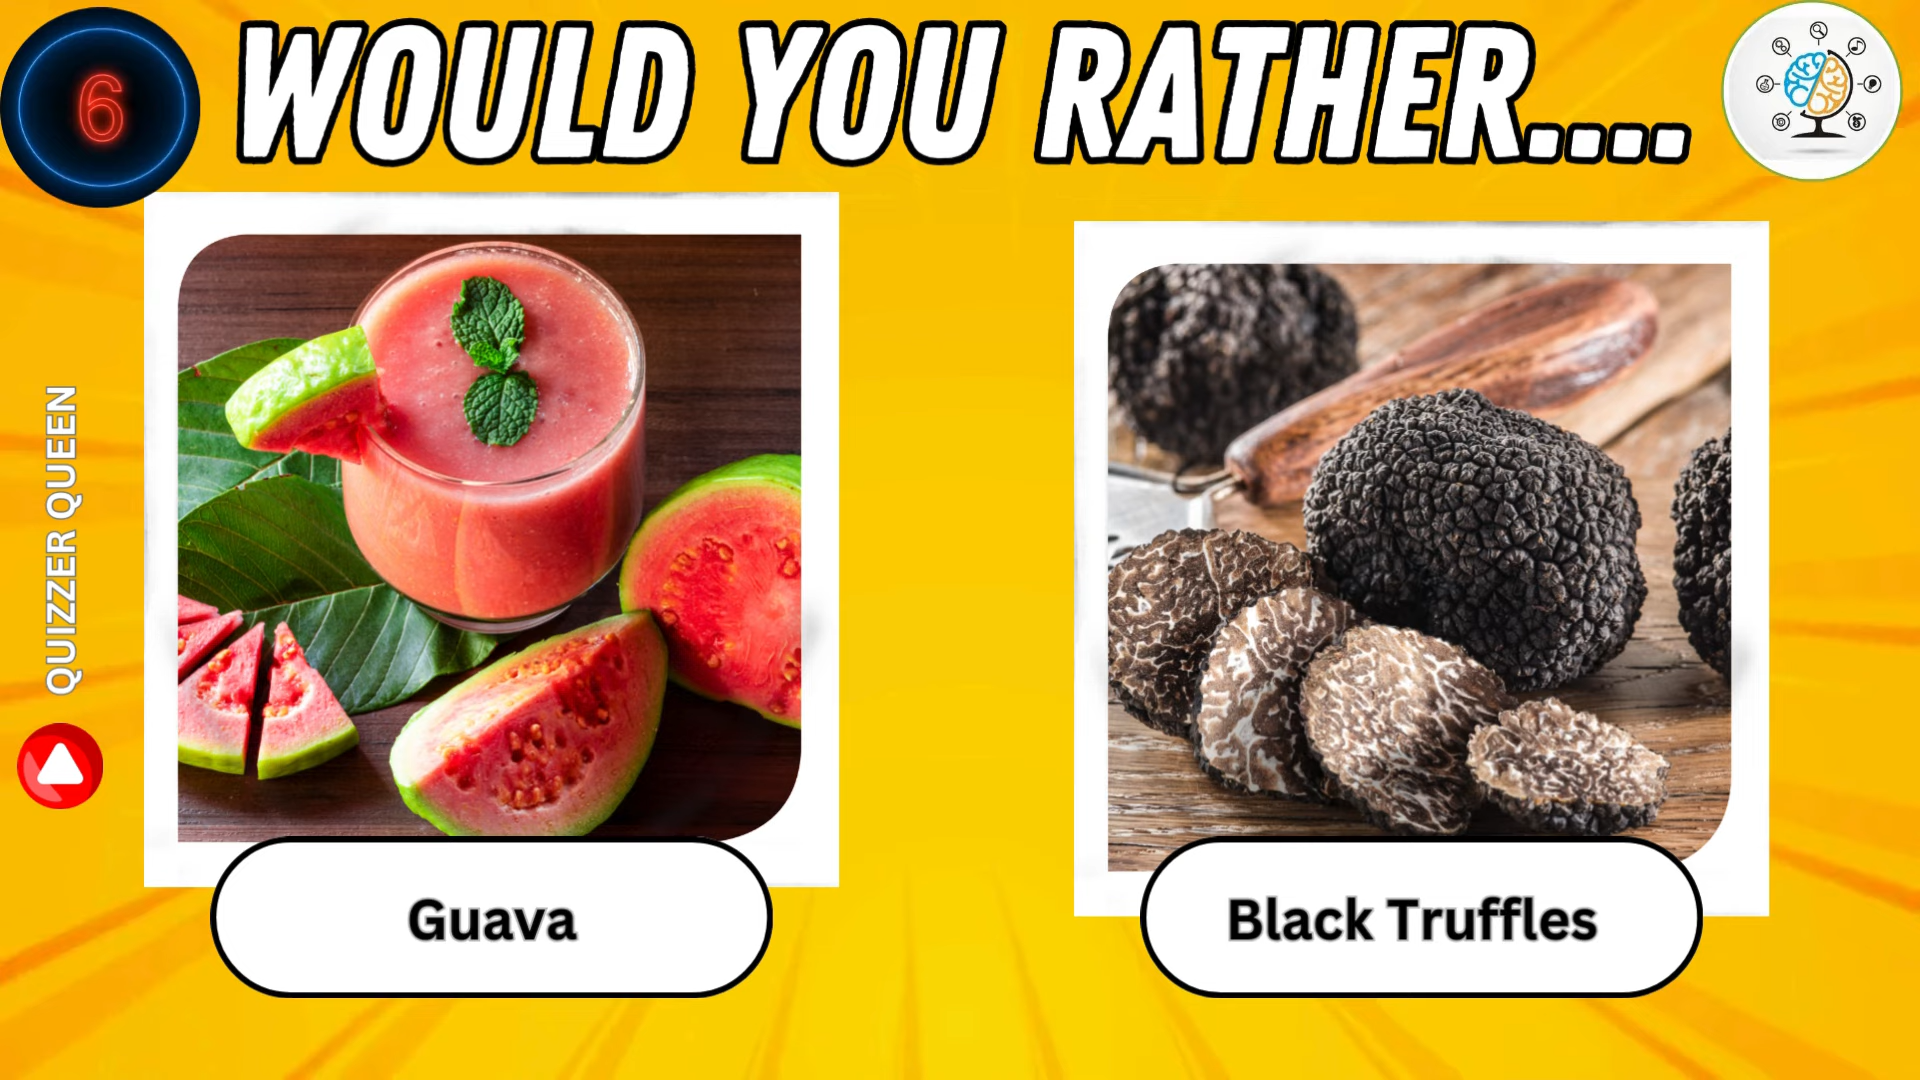 6
WOULD YOU RATHER....
QUIZZER QUEEN
Guava
Black Truffles